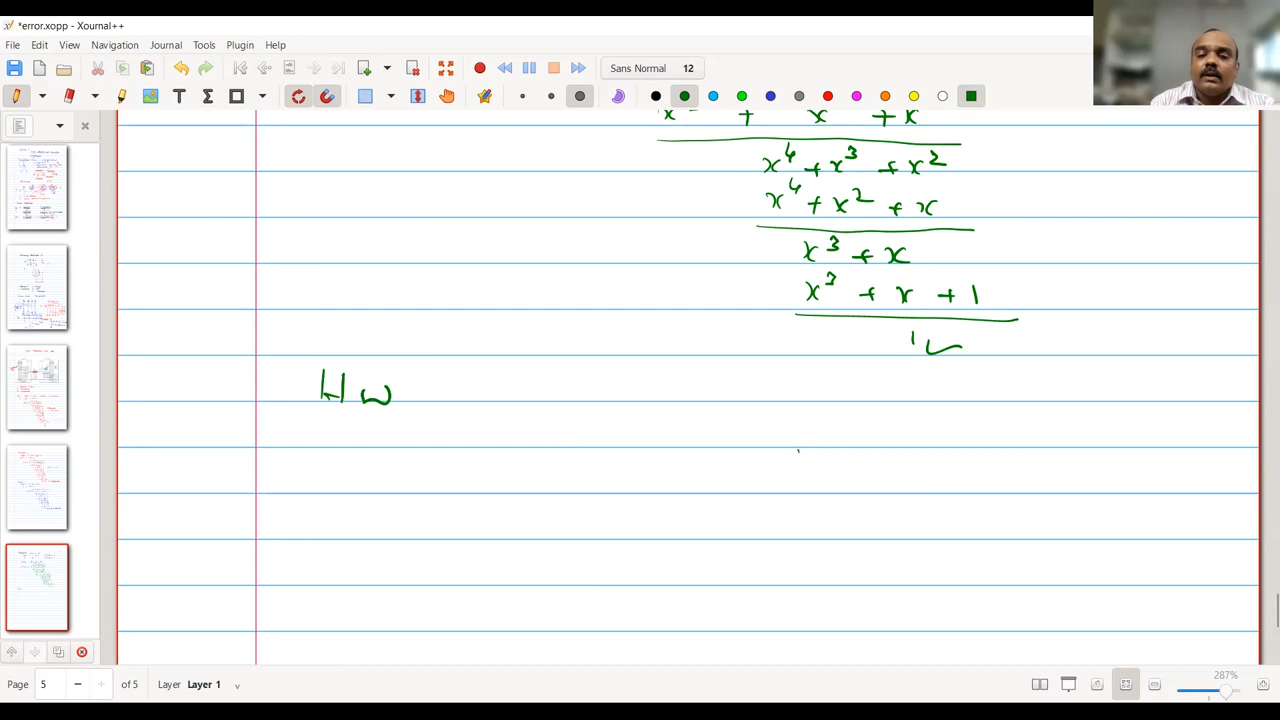 *error.xopp - Xournal++
File Edit View Navigation Journal Tools Plugin Help
Sans Normal 12
x⁴ + x³ + x²
x⁴ + x² + x
x³ + x
x³ + x + 1
1
HW
Page 5 of 5 Layer Layer 1 287%